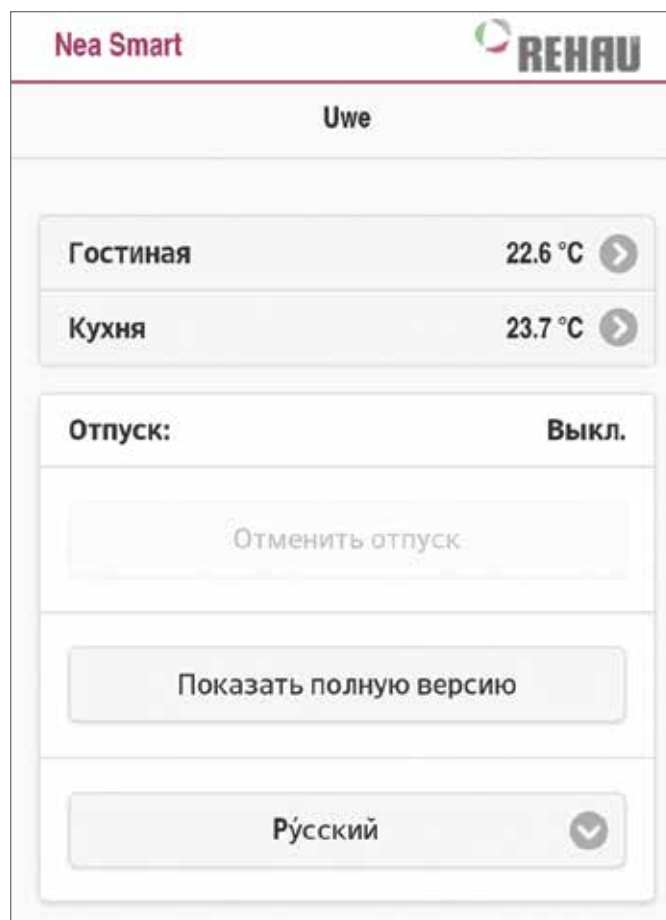 Nea Smart REHAU
Uwe
Гостиная 22.6 °C
Кухня 23.7 °C
Отпуск: Выкл.
Отменить отпуск
Показать полную версию
Ру́сский